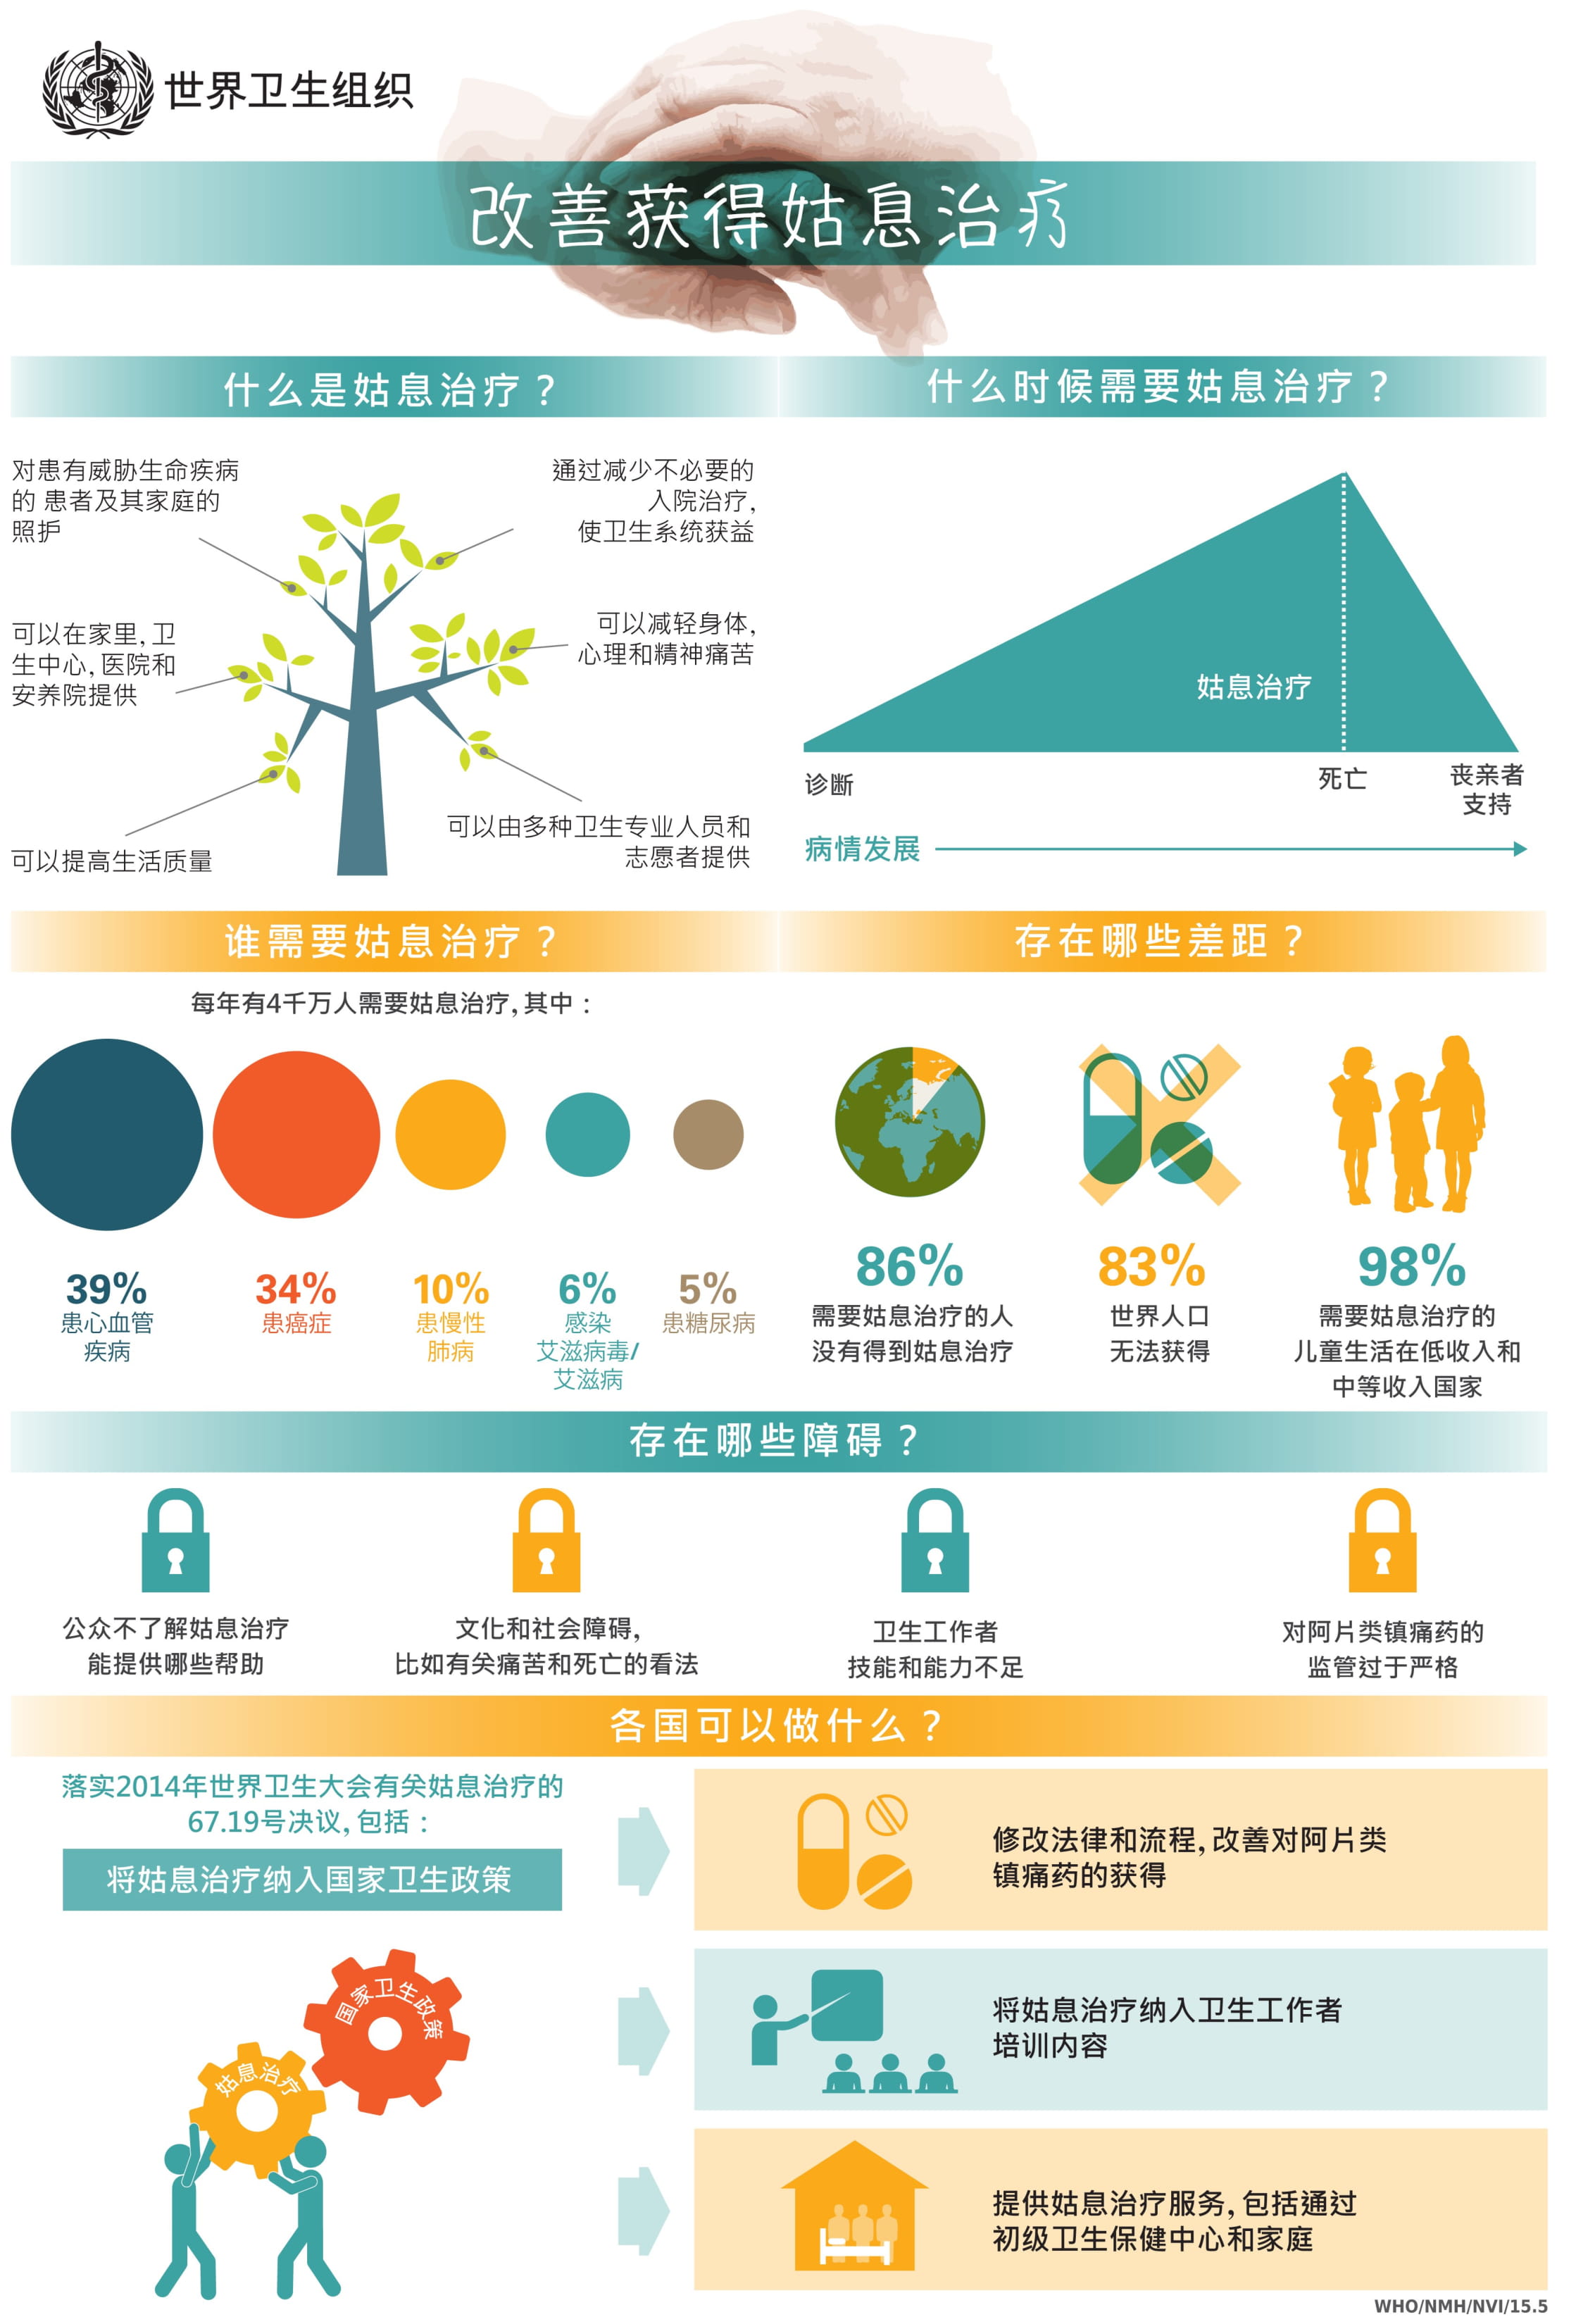 世界卫生组织
改善获得姑息治疗
什么是姑息治疗？
对患有威胁生命疾病
的 患者及其家庭的
照护
通过减少不必要的
入院治疗,
使卫生系统获益
可以在家里, 卫
生中心, 医院和
安养院提供
可以减轻身体,
心理和精神痛苦
可以提高生活质量
可以由多种卫生专业人员和
志愿者提供
什么时候需要姑息治疗？
姑息治疗
诊断
死亡
丧亲者
支持
病情发展
谁需要姑息治疗？
每年有4千万人需要姑息治疗, 其中：
39%
患心血管
疾病
34%
患癌症
10%
患慢性
肺病
6%
感染
艾滋病毒/
艾滋病
5%
患糖尿病
存在哪些差距？
86%
需要姑息治疗的人
没有得到姑息治疗
83%
世界人口
无法获得
98%
需要姑息治疗的
儿童生活在低收入和
中等收入国家
存在哪些障碍？
公众不了解姑息治疗
能提供哪些帮助
文化和社会障碍,
比如有关痛苦和死亡的看法
卫生工作者
技能和能力不足
对阿片类镇痛药的
监管过于严格
各国可以做什么？
落实2014年世界卫生大会有关姑息治疗的
67.19号决议, 包括：
将姑息治疗纳入国家卫生政策
国家卫生政策
姑息治疗
修改法律和流程, 改善对阿片类
镇痛药的获得
将姑息治疗纳入卫生工作者
培训内容
提供姑息治疗服务, 包括通过
初级卫生保健中心和家庭
WHO/NMH/NVI/15.5